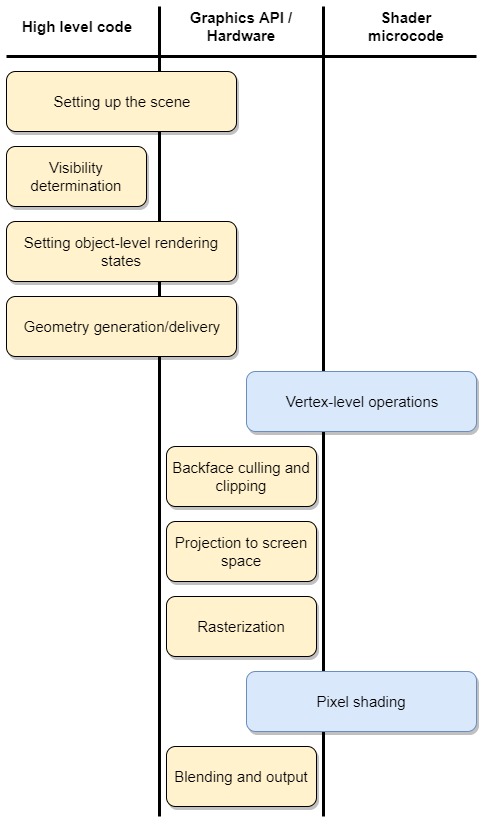 High level code
Graphics API /
Hardware
Shader
microcode
Setting up the scene
Visibility
determination
Setting object-level rendering
states
Geometry generation/delivery
Vertex-level operations
Backface culling and
clipping
Projection to screen
space
Rasterization
Pixel shading
Blending and output